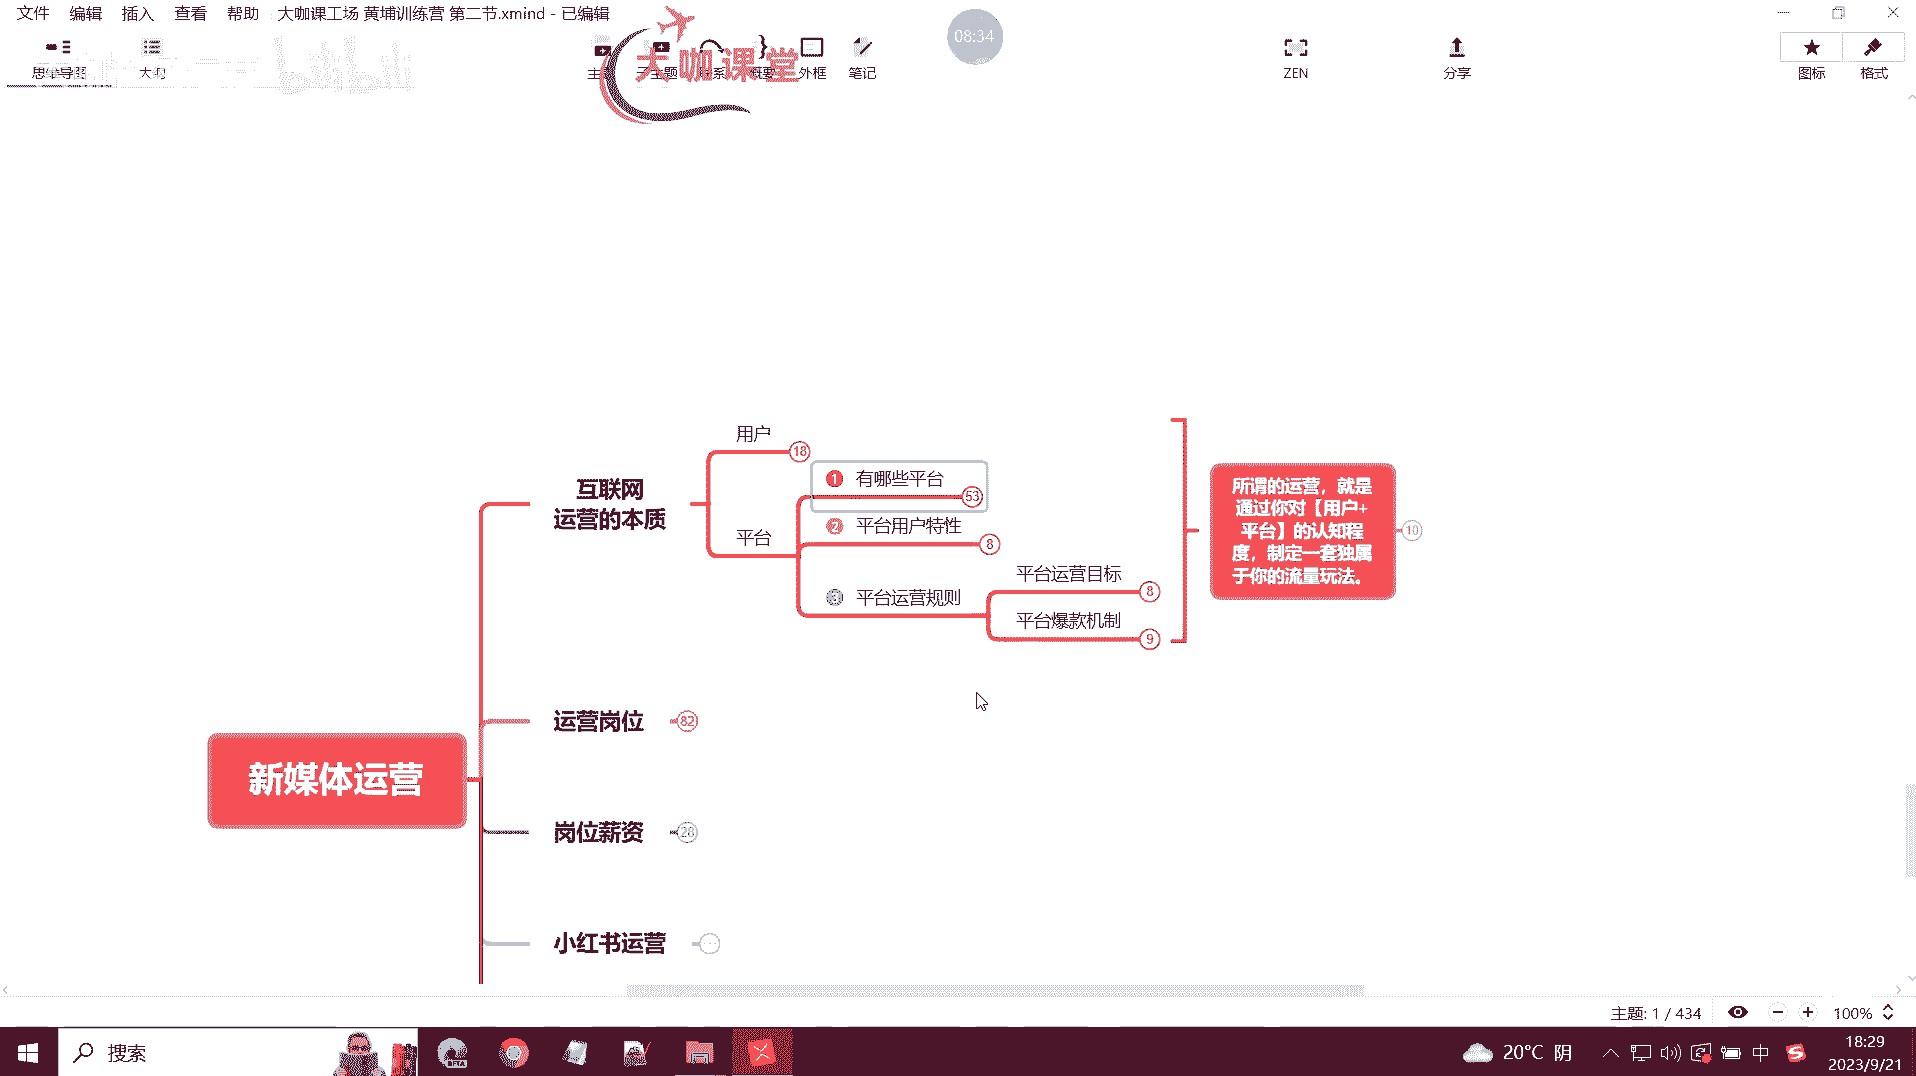 文件 编辑 插入 查看 帮助 大咖课工场 黄埔训练营 第二节.xmind - 已编辑
08:34
思维导图 大纲 主题 子主题 联系 概要 外框 笔记 ZEN 分享 图标 格式
大咖课堂
bilibili
用户
18
1 有哪些平台
53
互联网
运营的本质
平台
2 平台用户特性
8
3 平台运营规则
平台运营目标
8
平台爆款机制
9
所谓的运营，就是
通过你对【用户+
平台】的认知程
度，制定一套独属
于你的流量玩法。
10
运营岗位
82
新媒体运营
岗位薪资
28
小红书运营
主题: 1 / 434
100%
搜索
BETA
20°C 阴
中
18:29
2023/9/21